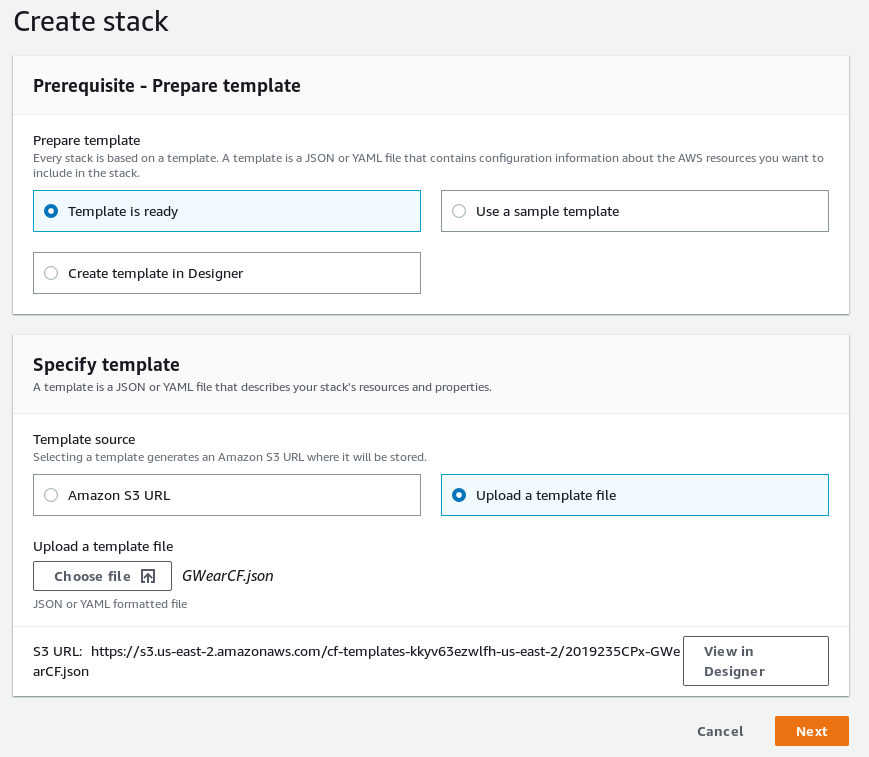 Create stack
Prerequisite - Prepare template
Prepare template
Every stack is based on a template. A template is a JSON or YAML file that contains configuration information about the AWS resources you want to
include in the stack.
Template is ready
Use a sample template
Create template in Designer
Specify template
A template is a JSON or YAML file that describes your stack's resources and properties.
Template source
Selecting a template generates an Amazon S3 URL where it will be stored.
Amazon S3 URL
Upload a template file
Upload a template file
Choose file
GWearCF.json
JSON or YAML formatted file
S3 URL: https://s3.us-east-2.amazonaws.com/cf-templates-kkyv63ezwlfh-us-east-2/2019235CPx-GWe
arCF.json
View in
Designer
Cancel
Next